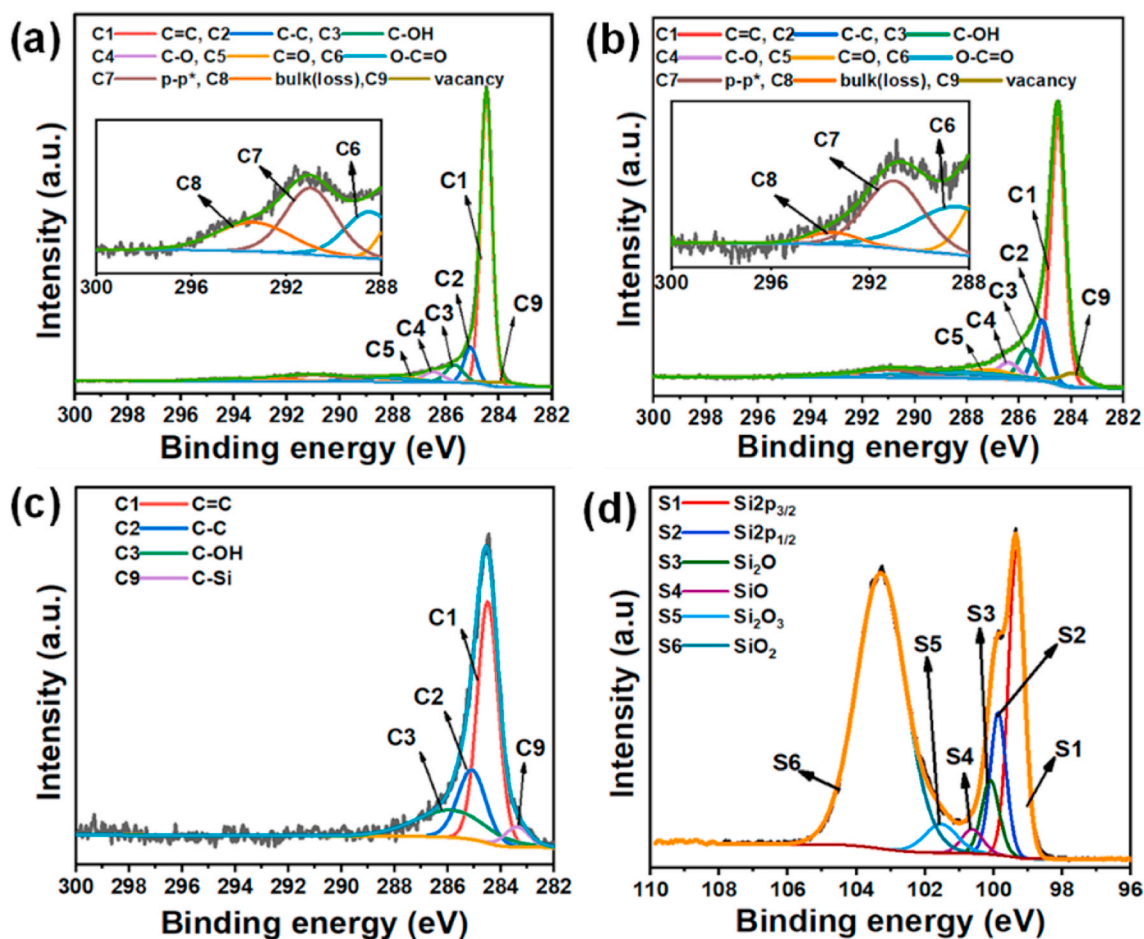 (a)
C1 C=C, C2 C-C, C3 C-OH
C4 C-O, C5 C=O, C6 O-C=O
C7 p-p*, C8 bulk(loss),C9 vacancy
C8
C7
C6
300 296 292 288
C1
C2
C3
C4
C5
C9
Intensity (a.u.)
300 298 296 294 292 290 288 286 284 282
Binding energy (eV)
(b)
C1 C=C, C2 C-C, C3 C-OH
C4 C-O, C5 C=O, C6 O-C=O
C7 p-p*, C8 bulk(loss), C9 vacancy
C8
C7
C6
300 296 292 288
C1
C2
C3
C4
C5
C9
Intensity (a.u.)
300 298 296 294 292 290 288 286 284 282
Binding energy (eV)
(c)
C1 C=C
C2 C-C
C3 C-OH
C9 C-Si
C1
C2
C3
C9
Intensity (a.u.)
300 298 296 294 292 290 288 286 284 282
Binding energy (eV)
(d)
S1 Si2p3/2
S2 Si2p1/2
S3 Si2O
S4 SiO
S5 Si2O3
S6 SiO2
S3
S2
S5
S4
S6
S1
Intensity (a.u)
110 108 106 104 102 100 98 96
Binding energy (eV)